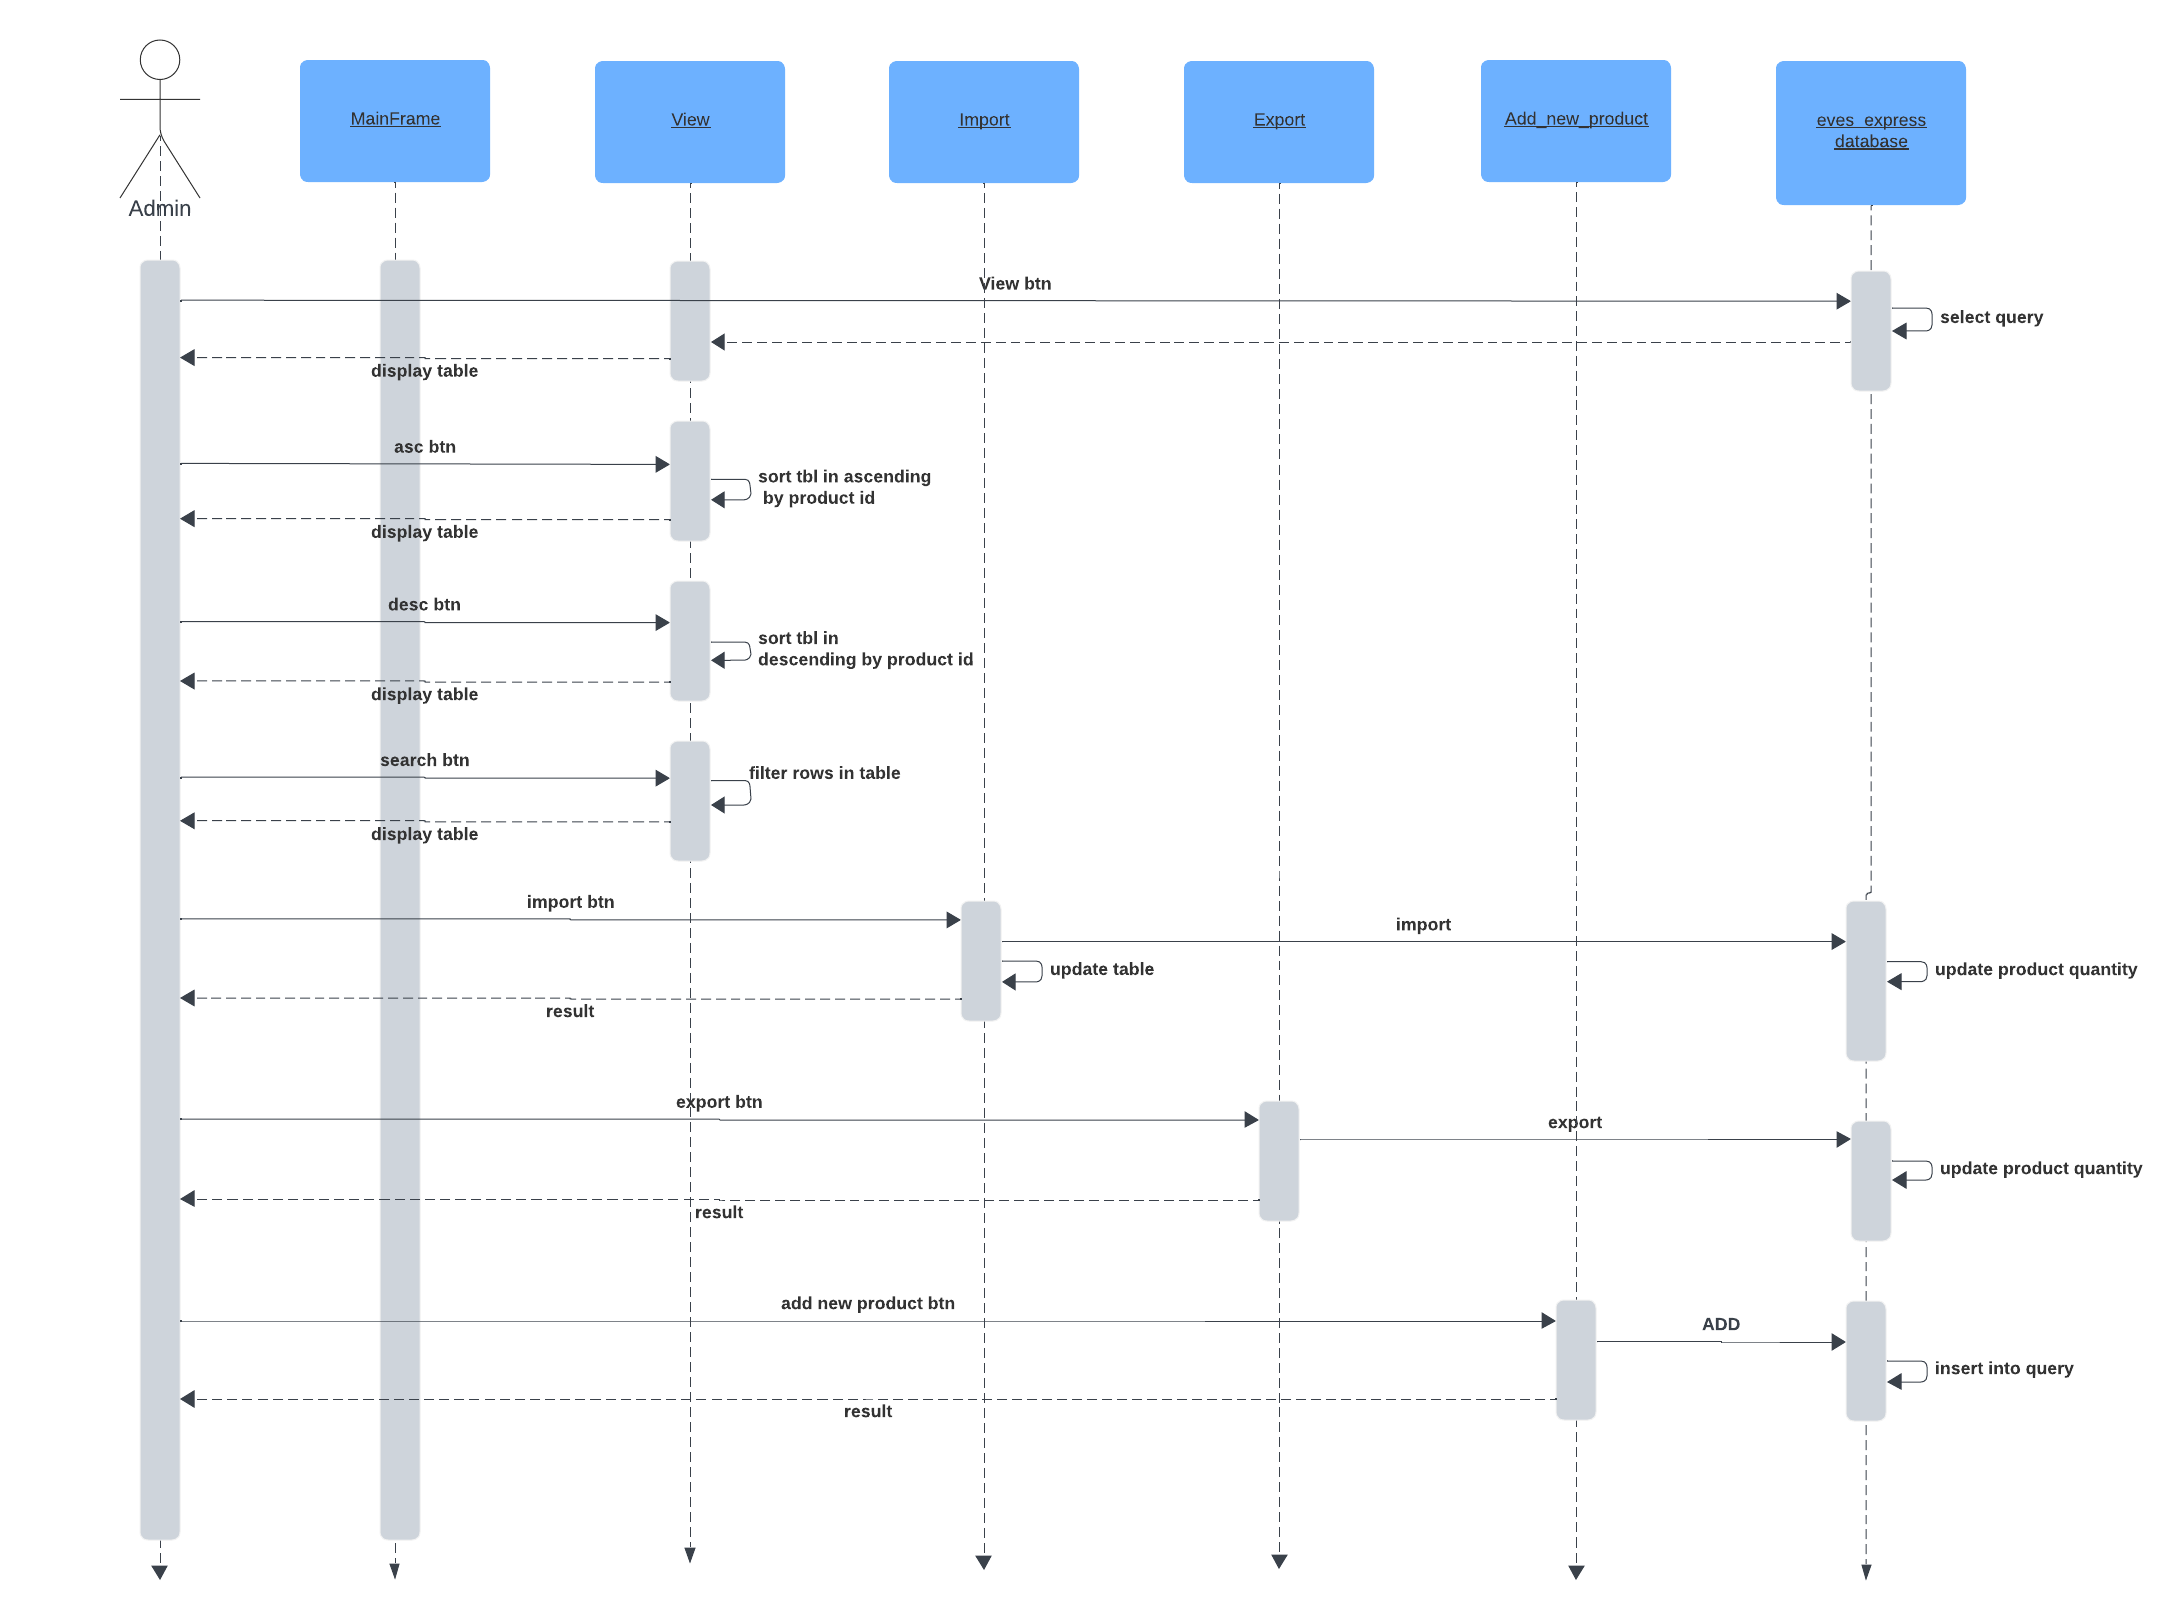 MainFrame
View
Import
Export
Add_new_product
eves_express
database
Admin
View btn
select query
display table
asc btn
sort tbl in ascending
by product id
display table
desc btn
sort tbl in
descending by product id
display table
search btn
filter rows in table
display table
import btn
import
update table
update product quantity
result
export btn
export
update product quantity
result
add new product btn
ADD
insert into query
result